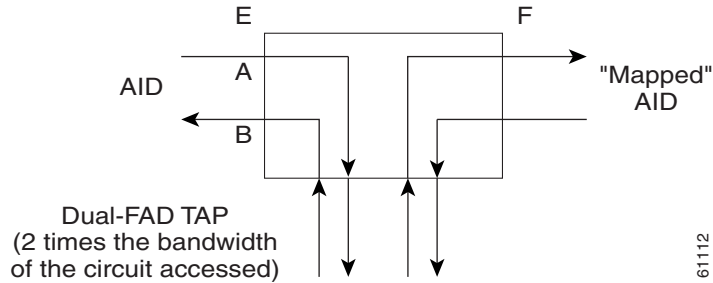 E
F
A
AID
B
"Mapped"
AID
Dual-FAD TAP
(2 times the bandwidth
of the circuit accessed)
61112